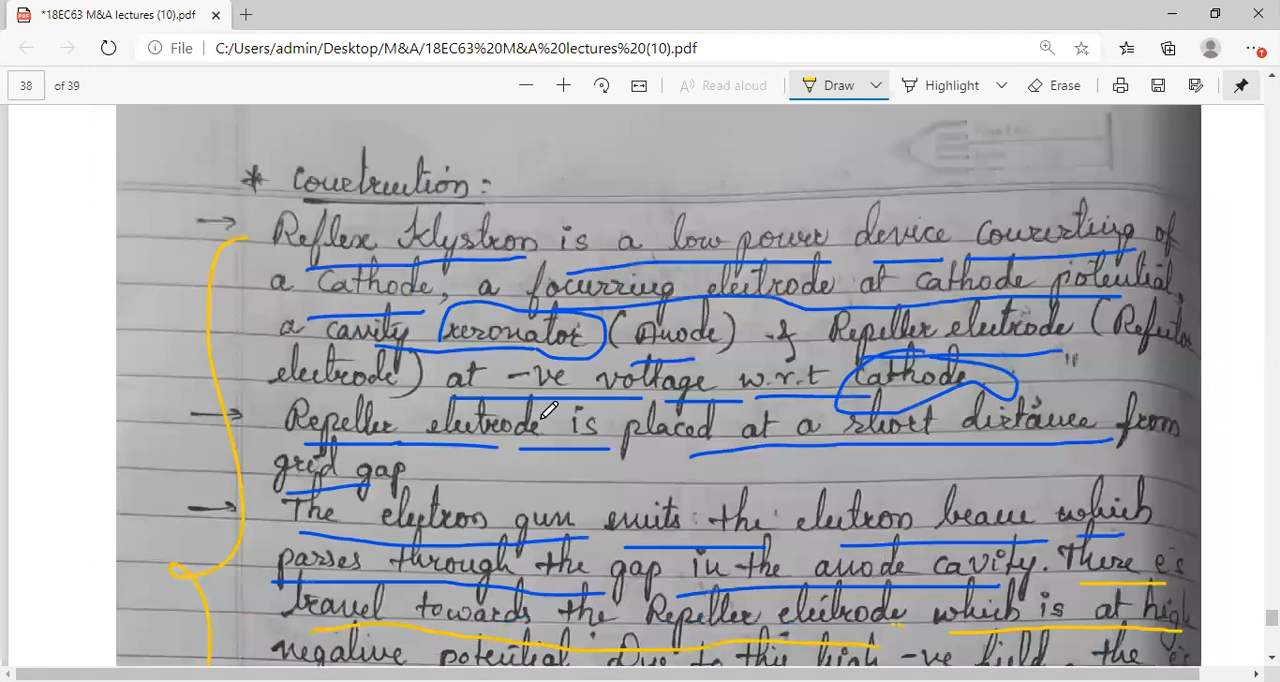 *18EC63 M&A lectures (10).pdf
File C:/Users/admin/Desktop/M&A/18EC63%20M&A%20lectures%20(10).pdf
38 of 39 Read aloud Draw Highlight Erase
* Construction:
→ Reflex Klystron is a low power device consisting of
a Cathode, a focussing electrode at cathode potential,
a cavity resonator (Anode) & Repeller electrode (Reflector
electrode) at -ve voltage w.r.t Cathode.
→ Repeller electrode is placed at a short distance from
grid gap
→ The elektron gun emits the electron beam which
passes through the gap in the anode cavity. These e's
travel towards the Repeller electrode which is at high
negative potential. Due to this high -ve field, the e's